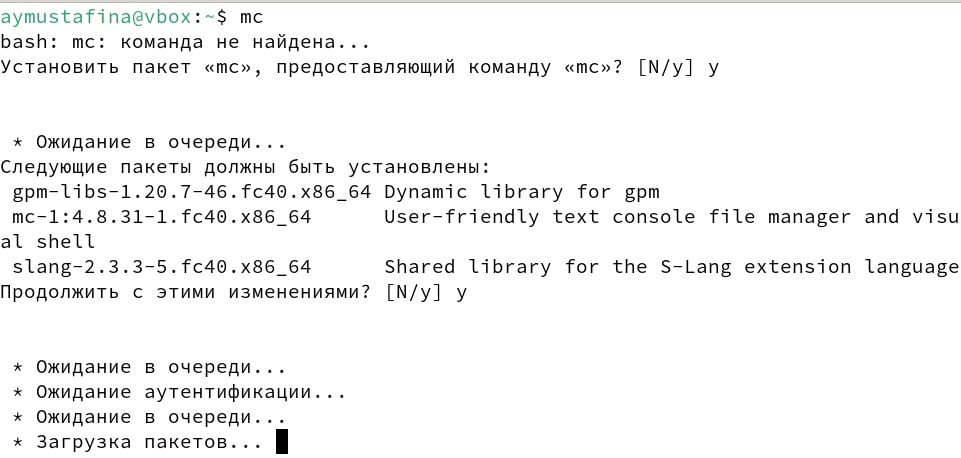 aymustafina@vbox:~$ mc
bash: mc: команда не найдена...
Установить пакет «mc», предоставляющий команду «mc»? [N/y] y
* Ожидание в очереди...
Следующие пакеты должны быть установлены:
gpm-libs-1.20.7-46.fc40.x86_64 Dynamic library for gpm
mc-1:4.8.31-1.fc40.x86_64      User-friendly text console file manager and visu
al shell
slang-2.3.3-5.fc40.x86_64      Shared library for the S-Lang extension language
Продолжить с этими изменениями? [N/y] y
* Ожидание в очереди...
* Ожидание аутентификации...
* Ожидание в очереди...
* Загрузка пакетов...